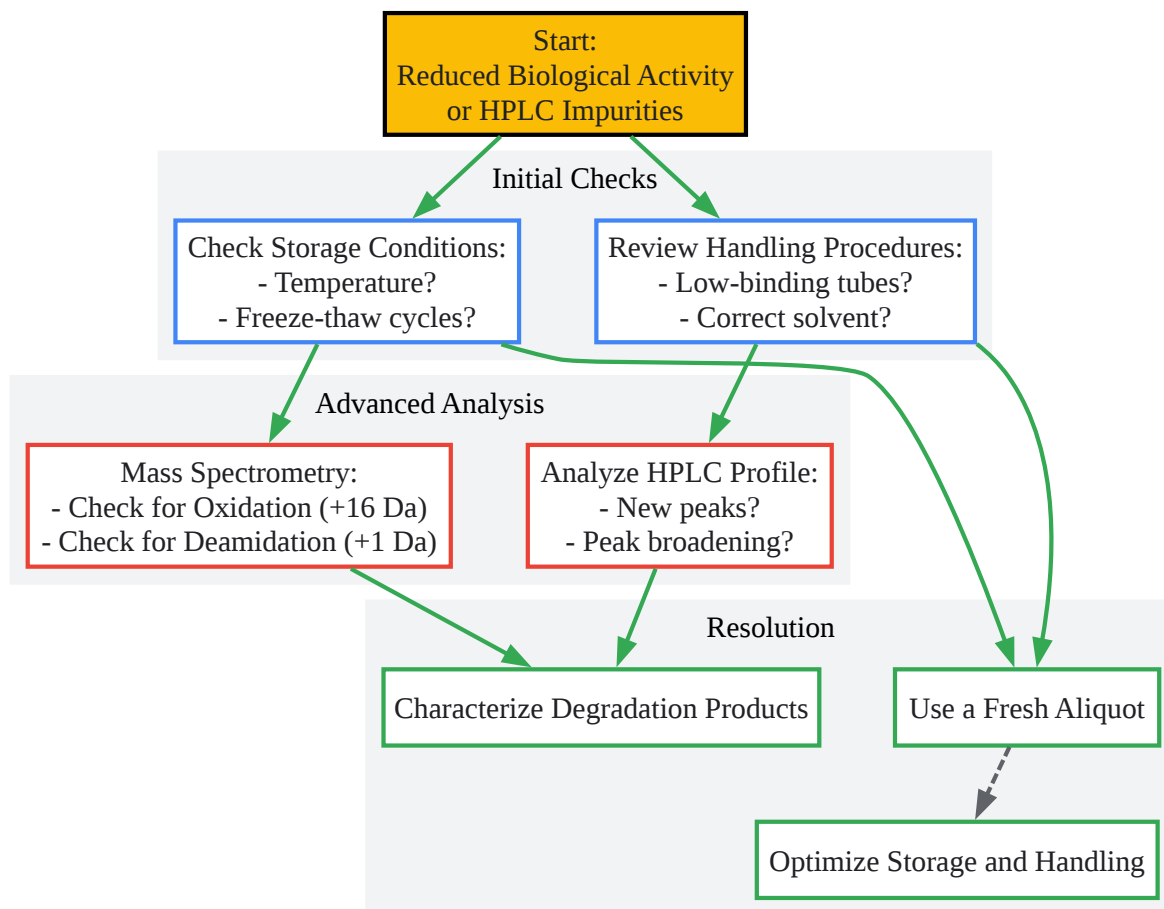 Start:
Reduced Biological Activity
or HPLC Impurities
Initial Checks
Check Storage Conditions:
- Temperature?
- Freeze-thaw cycles?
Review Handling Procedures:
- Low-binding tubes?
- Correct solvent?
Advanced Analysis
Mass Spectrometry:
- Check for Oxidation (+16 Da)
- Check for Deamidation (+1 Da)
Analyze HPLC Profile:
- New peaks?
- Peak broadening?
Resolution
Characterize Degradation Products
Use a Fresh Aliquot
Optimize Storage and Handling